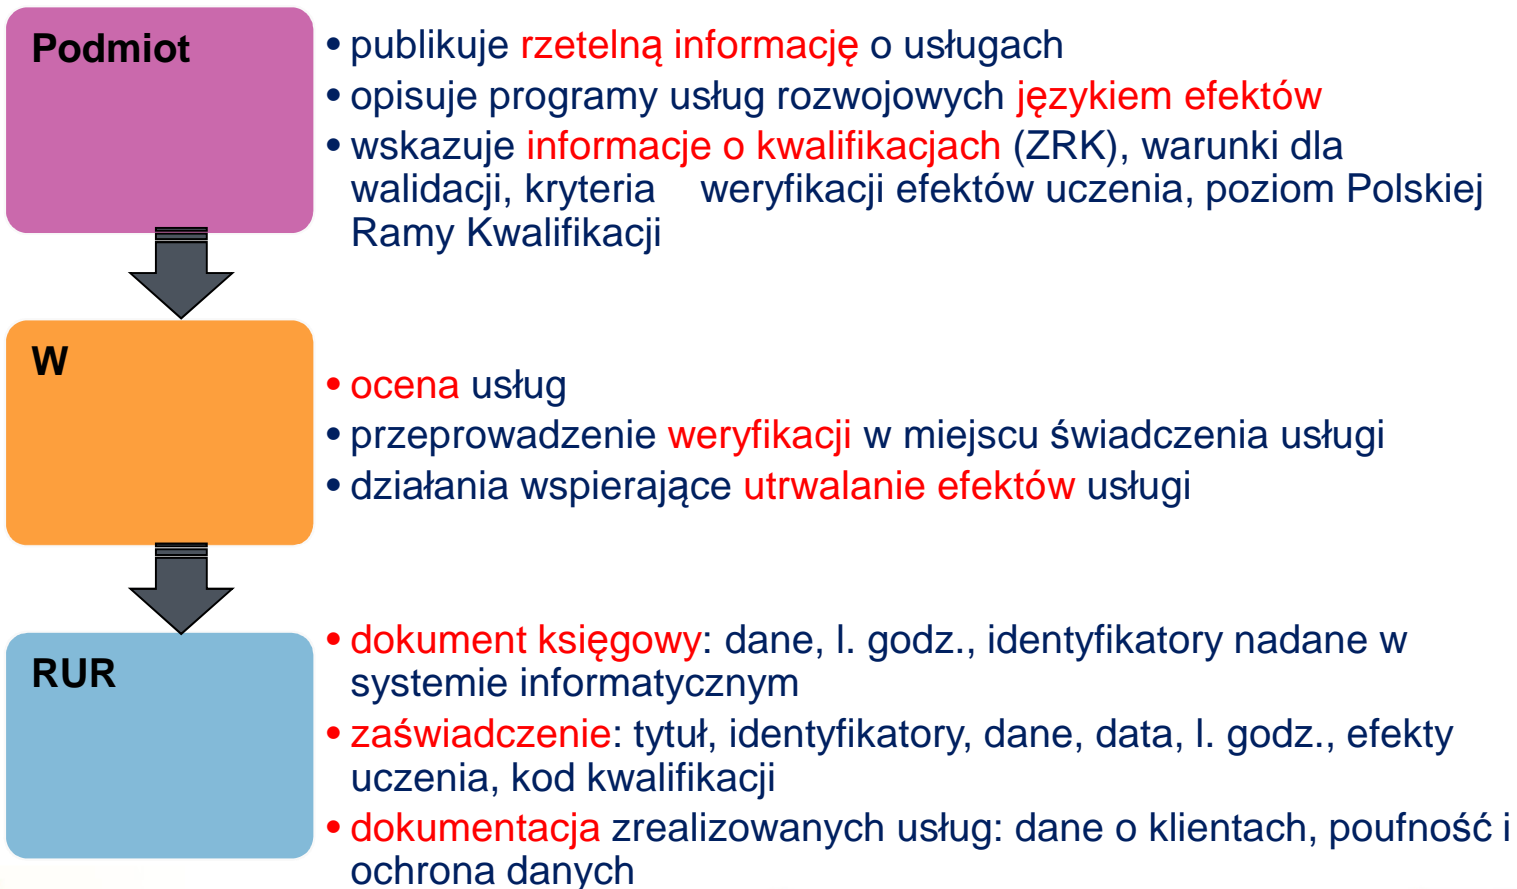 Podmiot
• publikuje rzetelną informację o usługach
• opisuje programy usług rozwojowych językiem efektów
• wskazuje informacje o kwalifikacjach (ZRK), warunki dla
walidacji, kryteria    weryfikacji efektów uczenia, poziom Polskiej
Ramy Kwalifikacji
W
• ocena usług
• przeprowadzenie weryfikacji w miejscu świadczenia usługi
• działania wspierające utrwalanie efektów usługi
RUR
• dokument księgowy: dane, l. godz., identyfikatory nadane w
systemie informatycznym
• zaświadczenie: tytuł, identyfikatory, dane, data, l. godz., efekty
uczenia, kod kwalifikacji
• dokumentacja zrealizowanych usług: dane o klientach, poufność i
ochrona danych